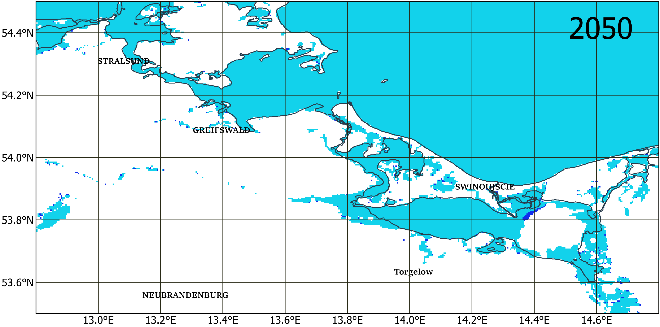 2050
54.4°N
STRALSUND
54.2°N
GREIFSWALD
54.0°N
SWINOUJSCIE
53.8°N
Torgelow
53.6°N
NEUBRANDENBURG
13.0°E 13.2°E 13.4°E 13.6°E 13.8°E 14.0°E 14.2°E 14.4°E 14.6°E